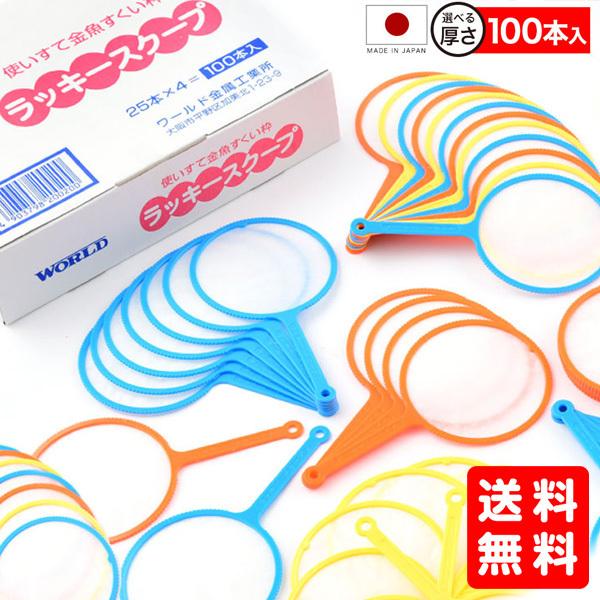 使いすて金魚すくい枠
ラッキースクープ
25本×4=100本入
ワールド金属工業所
大阪市平野区加美北1-23-9
4 903798 200200
使いすて金魚すくい枠
ラッキースクープ
WORLD
MADE IN JAPAN
選べる
厚さ
100本入
送料
無料